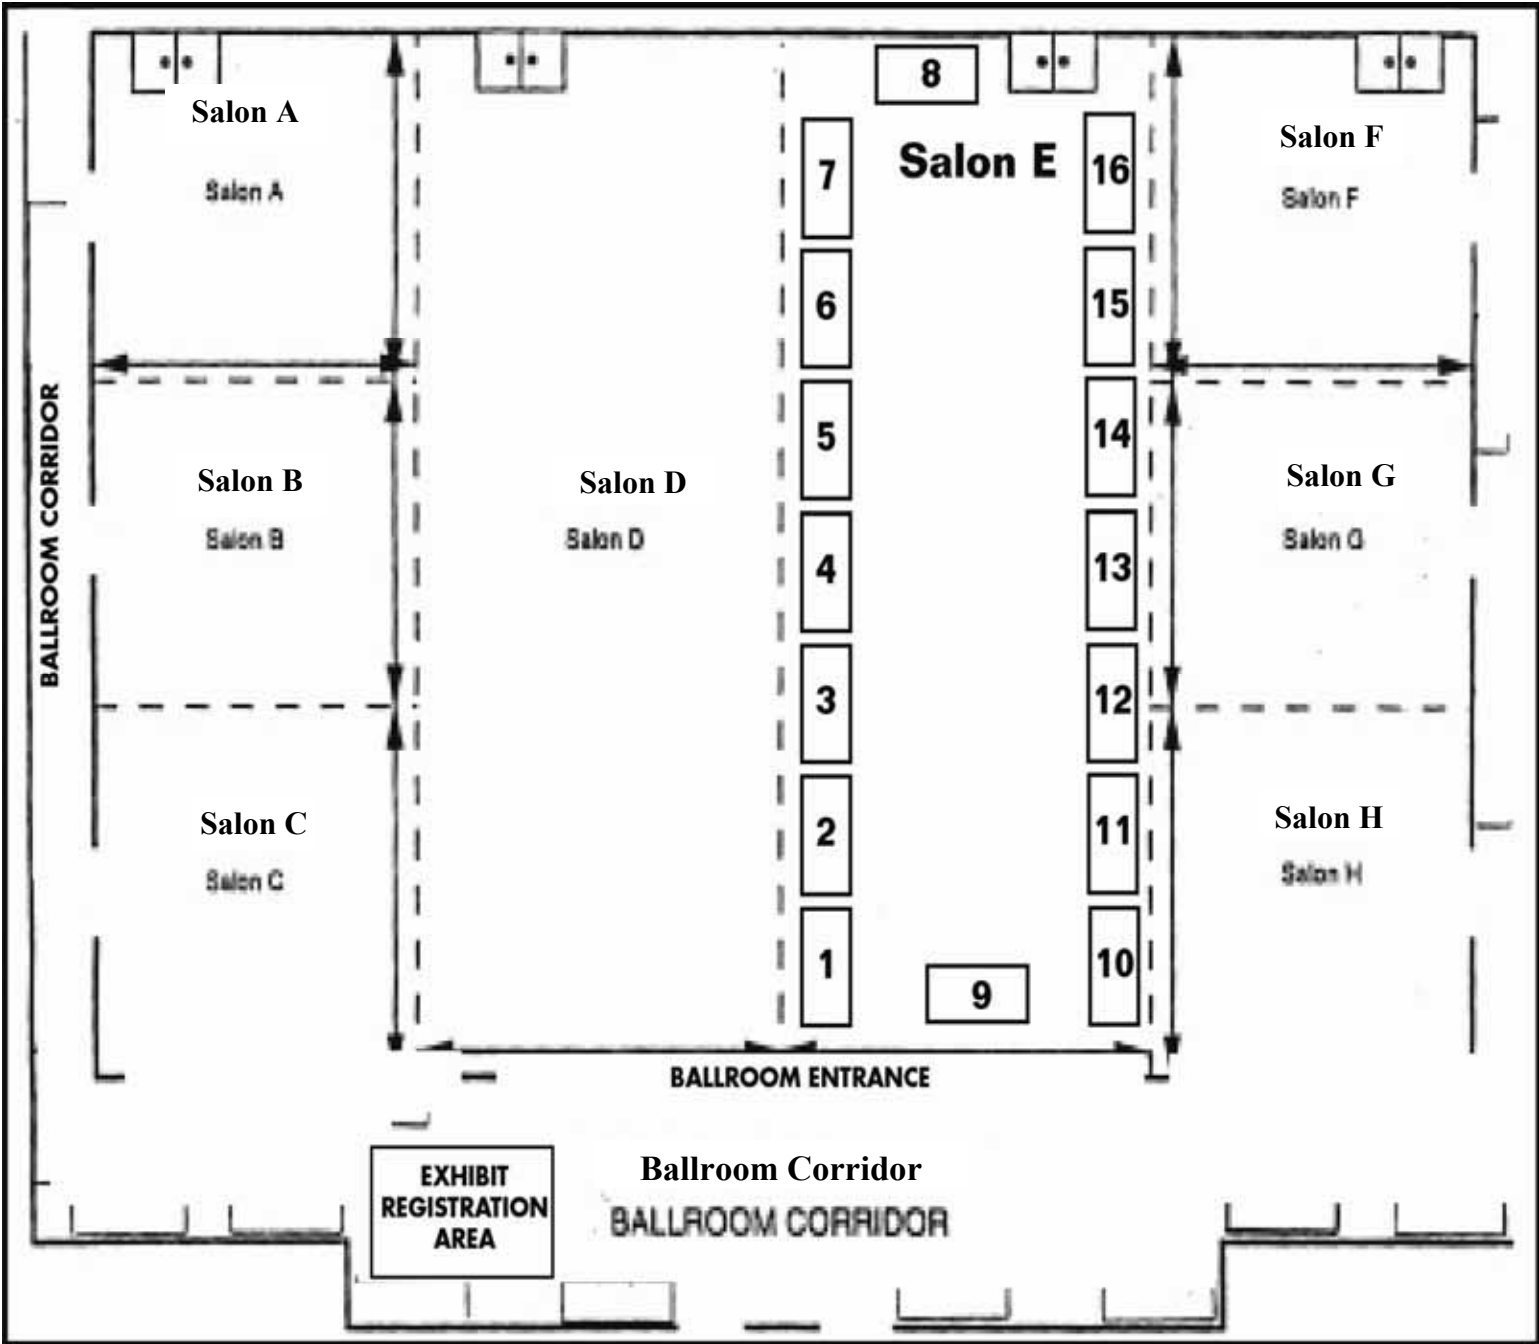 8
Salon A
Salon F
7
Salon E
16
Salon A
Salon F
6
15
BALLROOM CORRIDOR
5
14
Salon B
Salon D
Salon G
Salon B
Salon D
Salon G
4
13
3
12
2
11
Salon C
Salon H
Salon C
Salon H
1
9
10
BALLROOM ENTRANCE
EXHIBIT
REGISTRATION
AREA
Ballroom Corridor
BALLROOM CORRIDOR